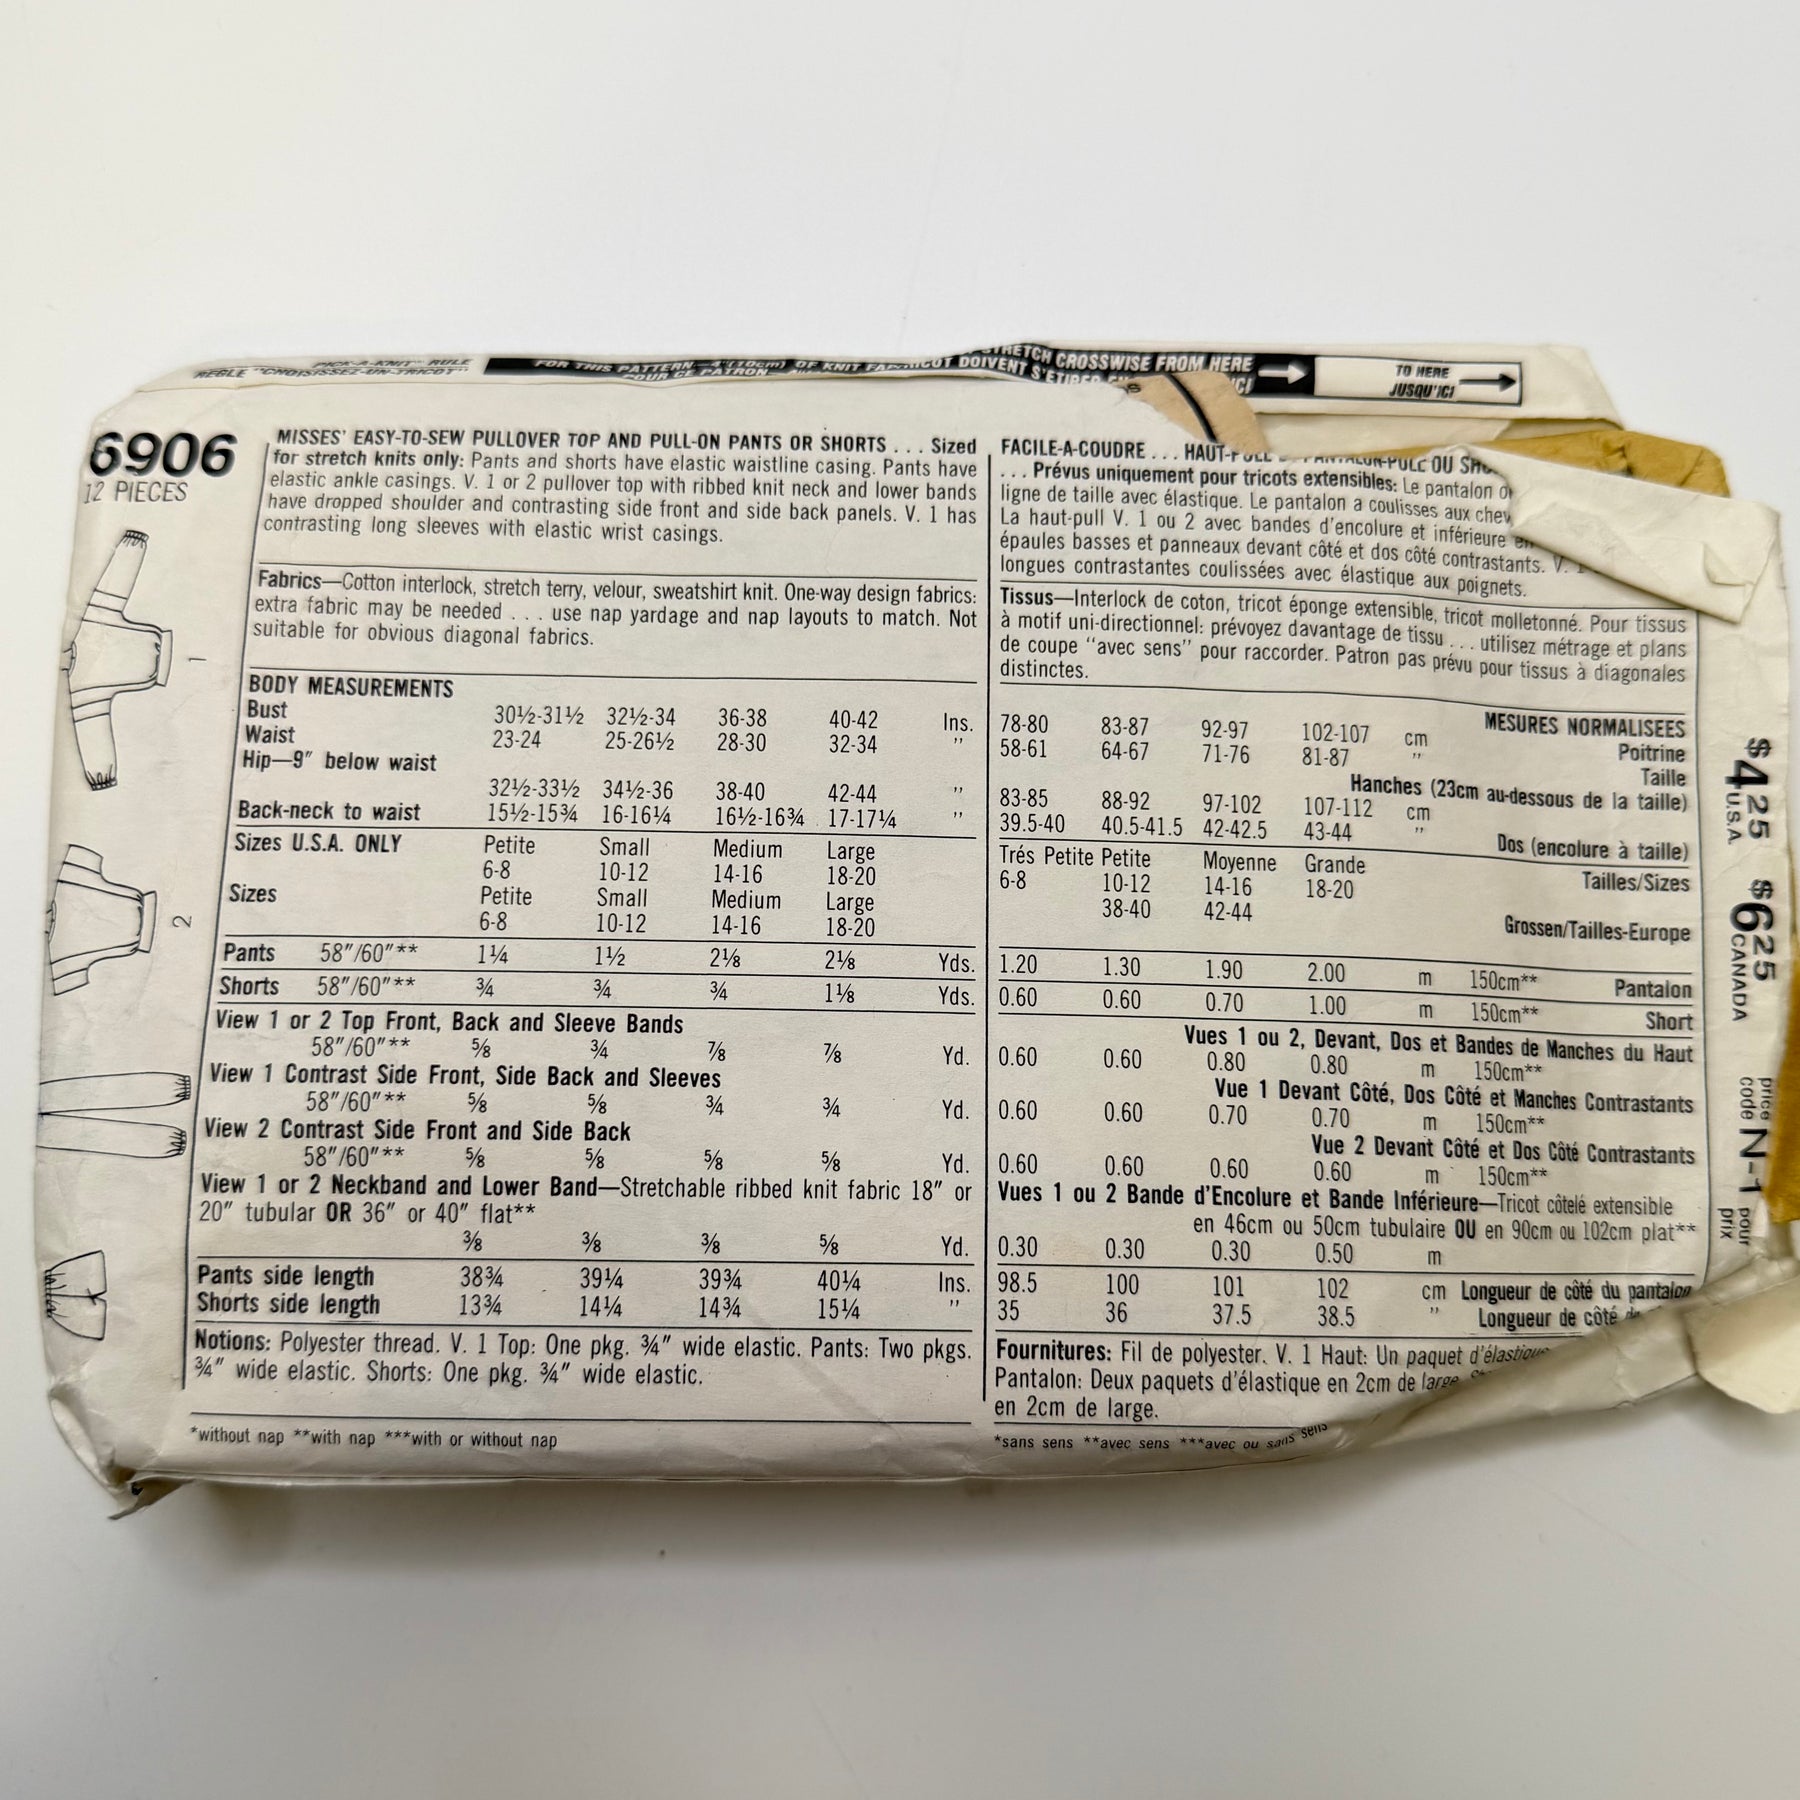 PICK-A-KNIT RULE
REGLE "CHOISISSEZ-UN-TRICOT"
FOR THIS PATTERN—4"(10cm) OF KNIT
STRETCH CROSSWISE FROM HERE
POUR CE PATRON
DOIVENT S'ETIRER
TO HERE
JUSQU'ICI
6906
12 PIECES
1
2
MISSES' EASY-TO-SEW PULLOVER TOP AND PULL-ON PANTS OR SHORTS . . . Sized
for stretch knits only: Pants and shorts have elastic waistline casing. Pants have
elastic ankle casings. V. 1 or 2 pullover top with ribbed knit neck and lower bands
have dropped shoulder and contrasting side front and side back panels. V. 1 has
contrasting long sleeves with elastic wrist casings.
Fabrics—Cotton interlock, stretch terry, velour, sweatshirt knit. One-way design fabrics:
extra fabric may be needed . . . use nap yardage and nap layouts to match. Not
suitable for obvious diagonal fabrics.
BODY MEASUREMENTS
Bust 30½-31½ 32½-34 36-38 40-42 Ins.
Waist 23-24 25-26½ 28-30 32-34 "
Hip—9" below waist
32½-33½ 34½-36 38-40 42-44 "
Back-neck to waist 15½-15¾ 16-16¼ 16½-16¾ 17-17¼ "
Sizes U.S.A. ONLY Petite Small Medium Large
6-8 10-12 14-16 18-20
Sizes Petite Small Medium Large
6-8 10-12 14-16 18-20
Pants 58"/60"** 1¼ 1½ 2⅛ 2⅛ Yds.
Shorts 58"/60"** ¾ ¾ ¾ 1⅛ Yds.
View 1 or 2 Top Front, Back and Sleeve Bands
58"/60"** ⅝ ¾ ⅞ ⅞ Yd.
View 1 Contrast Side Front, Side Back and Sleeves
58"/60"** ⅝ ⅝ ¾ ¾ Yd.
View 2 Contrast Side Front and Side Back
58"/60"** ⅝ ⅝ ⅝ ⅝ Yd.
View 1 or 2 Neckband and Lower Band—Stretchable ribbed knit fabric 18" or
20" tubular OR 36" or 40" flat**
⅜ ⅜ ⅜ ⅝ Yd.
Pants side length 38¾ 39¼ 39¾ 40¼ Ins.
Shorts side length 13¾ 14¼ 14¾ 15¼ "
Notions: Polyester thread. V. 1 Top: One pkg. ¾" wide elastic. Pants: Two pkgs.
¾" wide elastic. Shorts: One pkg. ¾" wide elastic.
*without nap **with nap ***with or without nap
FACILE-A-COUDRE . . . HAUT-PULL OU
. . . Prévus uniquement pour tricots extensibles: Le pantalon
ligne de taille avec élastique. Le pantalon a coulisses aux
La haut-pull V. 1 ou 2 avec bandes d'encolure et inférieure en
épaules basses et panneaux devant côté et dos côté contrastants. V. 1
longues contrastantes coulissées avec élastique aux poignets.
Tissus—Interlock de coton, tricot éponge extensible, tricot molletonné. Pour tissus
à motif uni-directionnel: prévoyez davantage de tissu . . . utilisez métrage et plans
de coupe "avec sens" pour raccorder. Patron pas prévu pour tissus à diagonales
distinctes.
MESURES NORMALISEES
78-80 83-87 92-97 102-107 cm Poitrine
58-61 64-67 71-76 81-87 " Taille
Hanches (23cm au-dessous de la taille)
83-85 88-92 97-102 107-112 cm
39.5-40 40.5-41.5 42-42.5 43-44 " Dos (encolure à taille)
Trés Petite Petite Moyenne Grande
6-8 10-12 14-16 18-20 Tailles/Sizes
38-40 42-44 Grossen/Tailles-Europe
1.20 1.30 1.90 2.00 m 150cm** Pantalon
0.60 0.60 0.70 1.00 m 150cm** Short
Vues 1 ou 2, Devant, Dos et Bandes de Manches du Haut
0.60 0.60 0.80 0.80 m 150cm**
Vue 1 Devant Côté, Dos Côté et Manches Contrastants
0.60 0.60 0.70 0.70 m 150cm**
Vue 2 Devant Côté et Dos Côté Contrastants
0.60 0.60 0.60 0.60 m 150cm**
Vues 1 ou 2 Bande d'Encolure et Bande Inférieure—Tricot côtelé extensible
en 46cm ou 50cm tubulaire OU en 90cm ou 102cm plat**
0.30 0.30 0.30 0.50 m
98.5 100 101 102 cm Longueur de côté du pantalon
35 36 37.5 38.5 " Longueur de côté
Fournitures: Fil de polyester. V. 1 Haut: Un paquet d'élastique
Pantalon: Deux paquets d'élastique en 2cm de large.
en 2cm de large.
*sans sens **avec sens ***avec ou sans sens
$4.25 U.S.A.
$6.25 CANADA
price code N-1 pour prix